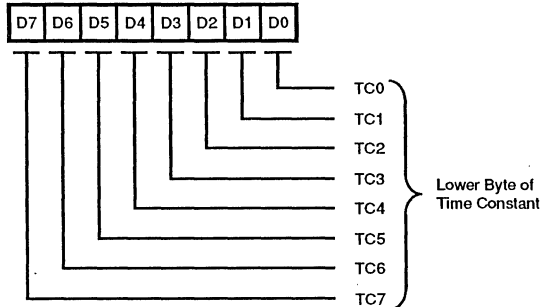 D7 D6 D5 D4 D3 D2 D1 D0
TC0
TC1
TC2
TC3
TC4
TC5
TC6
TC7
Lower Byte of
Time Constant